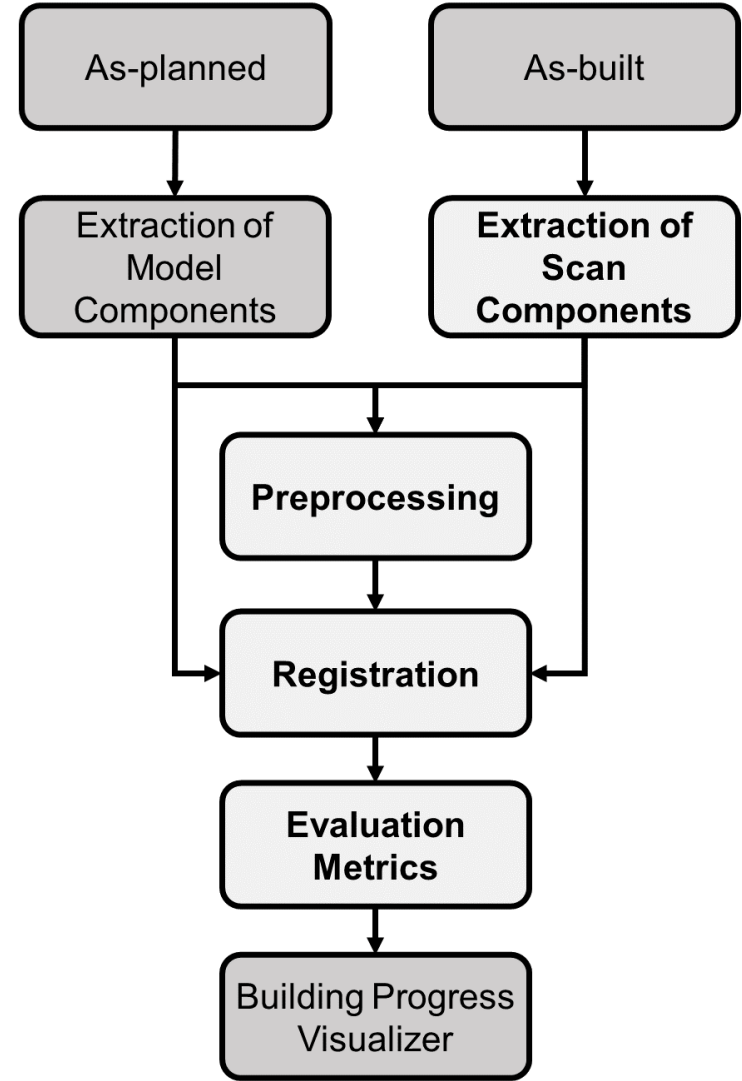 As-planned
As-built
Extraction of
Model
Components
Extraction of
Scan
Components
Preprocessing
Registration
Evaluation
Metrics
Building Progress
Visualizer